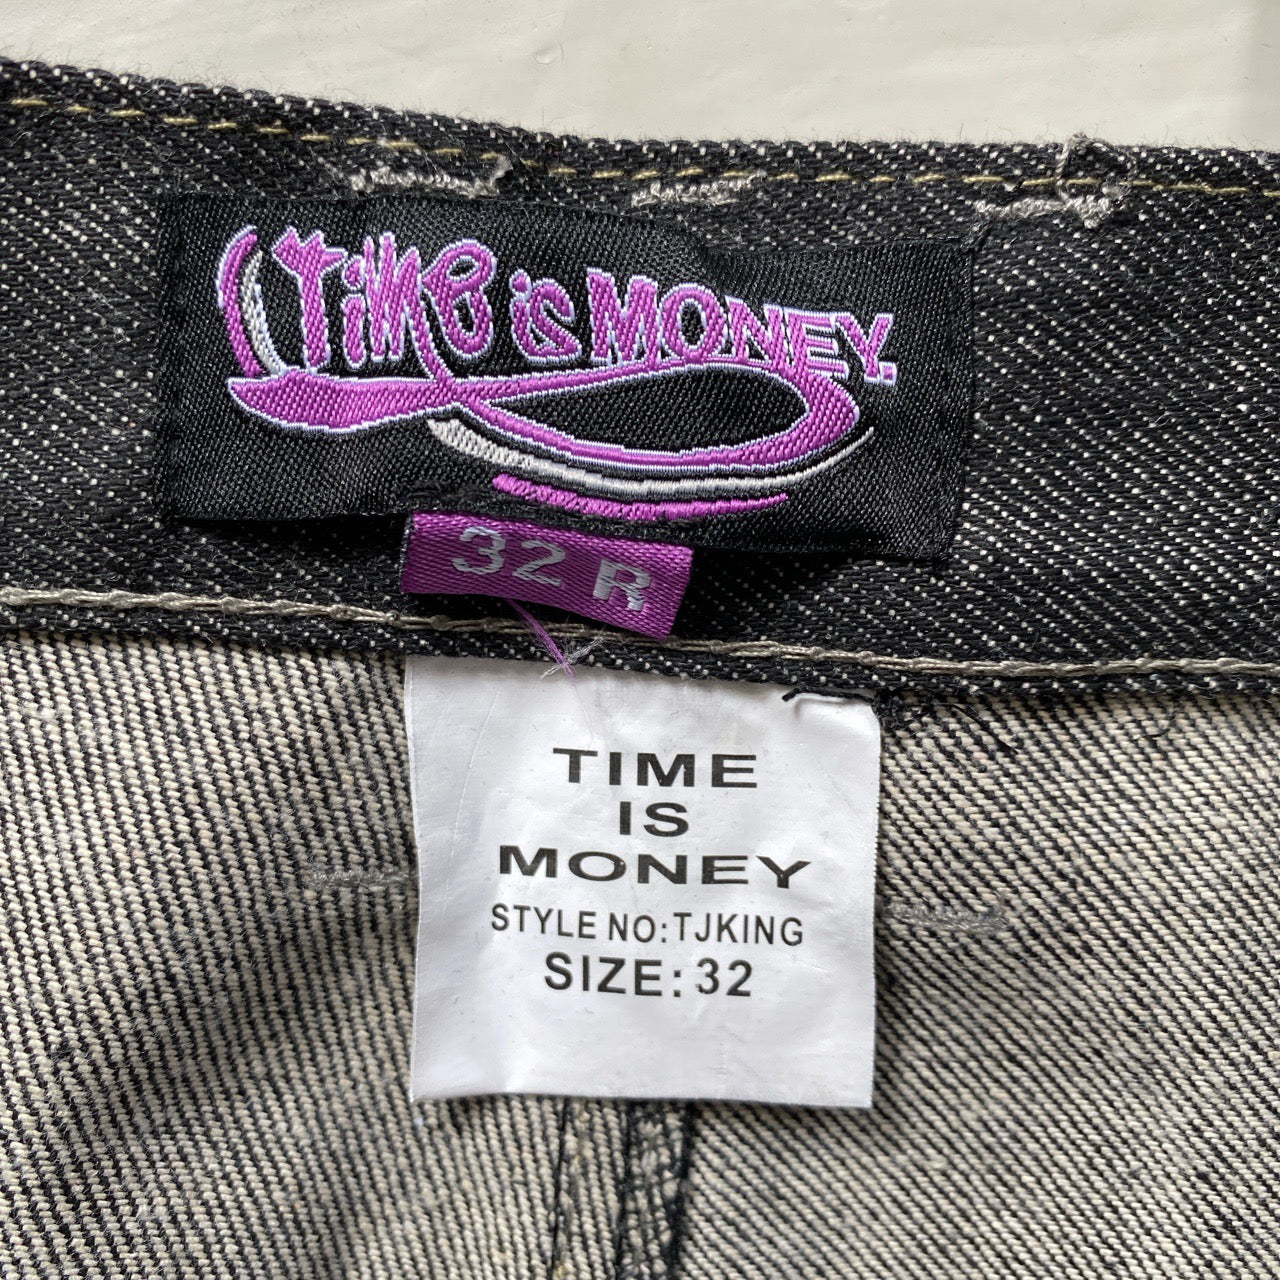 Time is MONEY.
32 R
TIME
IS
MONEY
STYLE NO:TJKING
SIZE: 32